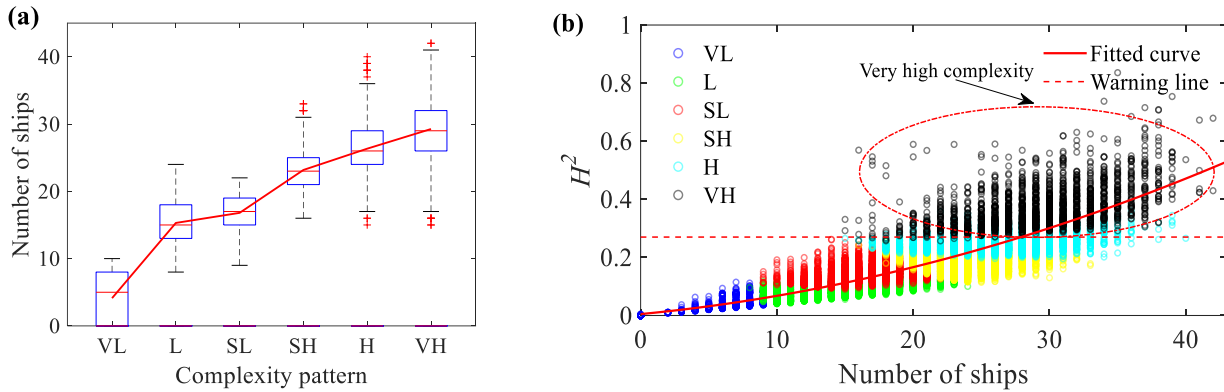 (a)
Number of ships
40
30
20
10
0
VL L SL SH H VH
Complexity pattern
(b)
H²
1
0.8
0.6
0.4
0.2
0
VL
L
SL
SH
H
VH
Very high complexity
Fitted curve
Warning line
0 10 20 30 40
Number of ships